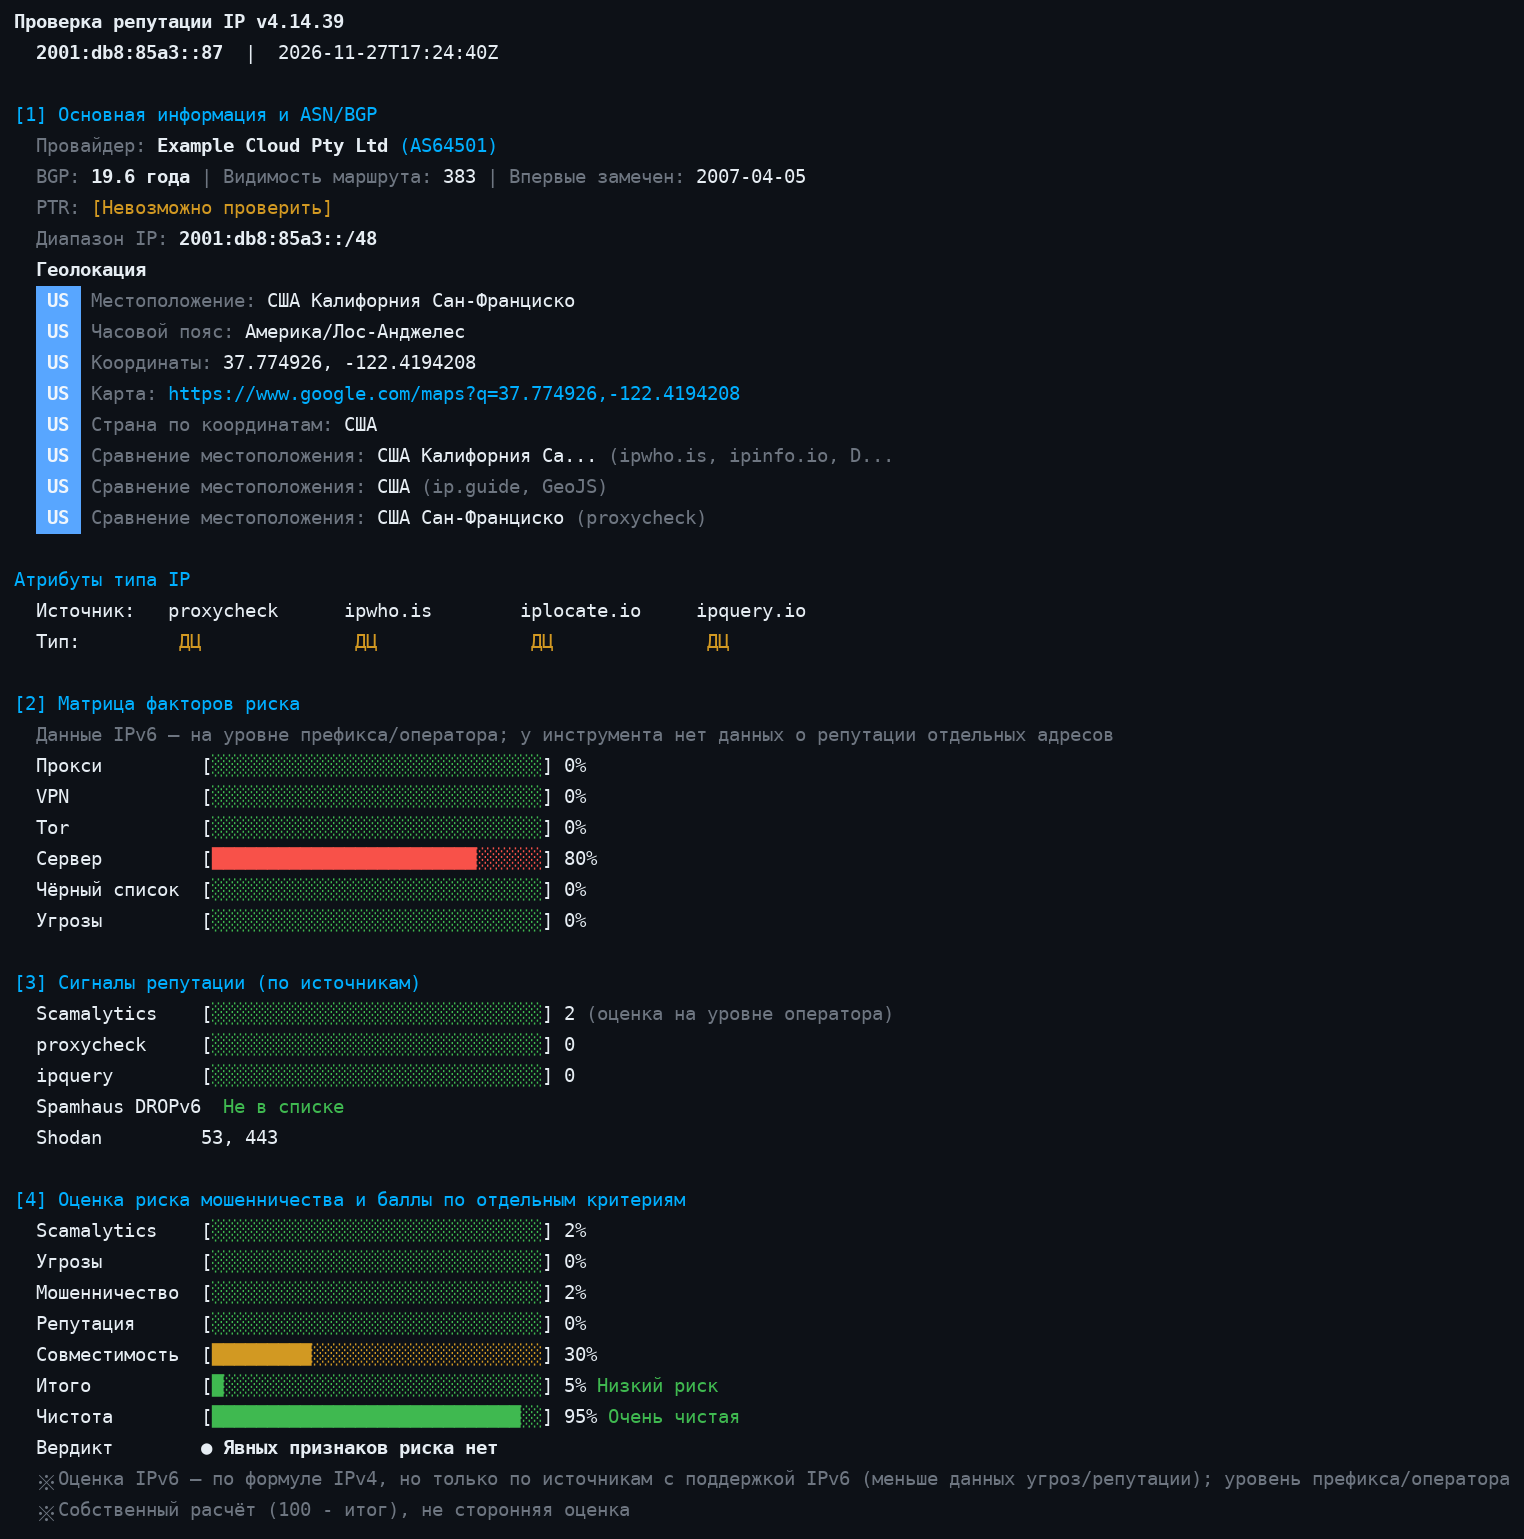 Проверка репутации IP v4.14.39
2001:db8:85a3::87 | 2026-11-27T17:24:40Z
[1] Основная информация и ASN/BGP
Провайдер: Example Cloud Pty Ltd (AS64501)
BGP: 19.6 года | Видимость маршрута: 383 | Впервые замечен: 2007-04-05
PTR: [Невозможно проверить]
Диапазон IP: 2001:db8:85a3::/48
Геолокация
US Местоположение: США Калифорния Сан-Франциско
US Часовой пояс: Америка/Лос-Анджелес
US Координаты: 37.774926, -122.4194208
US Карта: https://www.google.com/maps?q=37.774926,-122.4194208
US Страна по координатам: США
US Сравнение местоположения: США Калифорния Са... (ipwho.is, ipinfo.io, D...
US Сравнение местоположения: США (ip.guide, GeoJS)
US Сравнение местоположения: США Сан-Франциско (proxycheck)
Атрибуты типа IP
Источник: proxycheck ipwho.is iplocate.io ipquery.io
Тип: ДЦ ДЦ ДЦ ДЦ
[2] Матрица факторов риска
Данные IPv6 — на уровне префикса/оператора; у инструмента нет данных о репутации отдельных адресов
Прокси [░░░░░░░░░░░░░░░░░░░░░░░░░░░░░░] 0%
VPN [░░░░░░░░░░░░░░░░░░░░░░░░░░░░░░] 0%
Tor [░░░░░░░░░░░░░░░░░░░░░░░░░░░░░░] 0%
Сервер [████████████████████████░░░░░░] 80%
Чёрный список [░░░░░░░░░░░░░░░░░░░░░░░░░░░░░░] 0%
Угрозы [░░░░░░░░░░░░░░░░░░░░░░░░░░░░░░] 0%
[3] Сигналы репутации (по источникам)
Scamalytics [░░░░░░░░░░░░░░░░░░░░░░░░░░░░░░] 2 (оценка на уровне оператора)
proxycheck [░░░░░░░░░░░░░░░░░░░░░░░░░░░░░░] 0
ipquery [░░░░░░░░░░░░░░░░░░░░░░░░░░░░░░] 0
Spamhaus DROPv6 Не в списке
Shodan 53, 443
[4] Оценка риска мошенничества и баллы по отдельным критериям
Scamalytics [░░░░░░░░░░░░░░░░░░░░░░░░░░░░░░] 2%
Угрозы [░░░░░░░░░░░░░░░░░░░░░░░░░░░░░░] 0%
Мошенничество [░░░░░░░░░░░░░░░░░░░░░░░░░░░░░░] 2%
Репутация [░░░░░░░░░░░░░░░░░░░░░░░░░░░░░░] 0%
Совместимость [█████████░░░░░░░░░░░░░░░░░░░░░] 30%
Итого [█░░░░░░░░░░░░░░░░░░░░░░░░░░░░░] 5% Низкий риск
Чистота [████████████████████████████░░] 95% Очень чистая
Вердикт ● Явных признаков риска нет
※Оценка IPv6 — по формуле IPv4, но только по источникам с поддержкой IPv6 (меньше данных угроз/репутации); уровень префикса/оператора
※Собственный расчёт (100 - итог), не сторонняя оценка